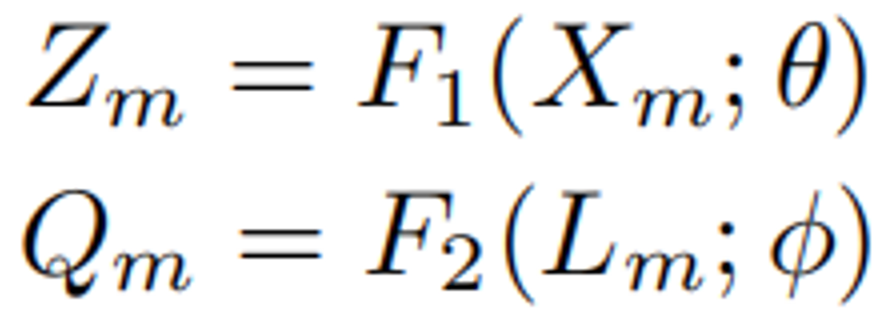 Z_m = F_1(X_m; θ)
Q_m = F_2(L_m; ϕ)